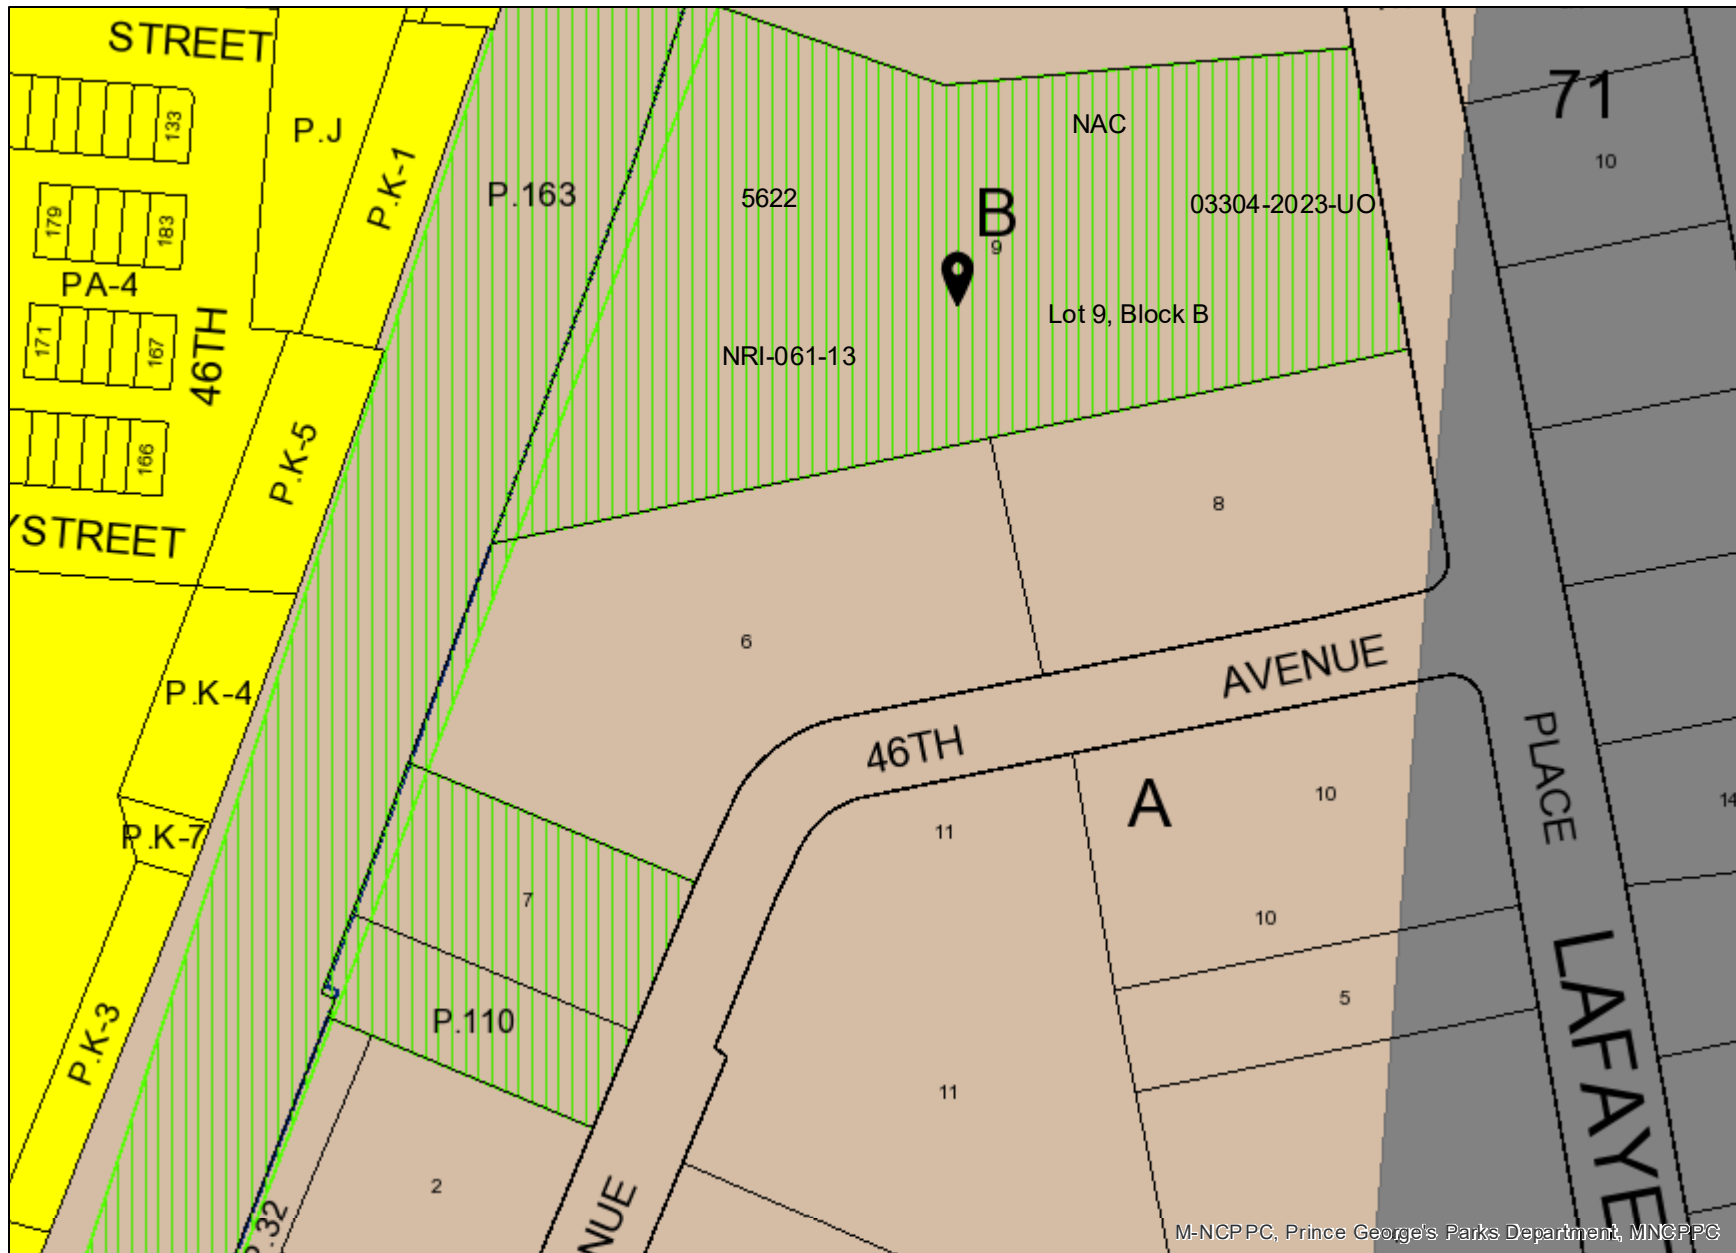 STREET
71
133
P.J
NAC
10
P.K-1
P.163
5622
B
03304-2023-UO
179
183
9
PA-4
Lot 9, Block B
171
167
46TH
NRI-061-13
166
P.K-5
8
STREET
6
AVENUE
P.K-4
46TH
PLACE
A
10
14
P.K-7
11
7
10
LAFAYE
P.110
5
P.K-3
11
2
.32
NUE
M-NCPPC, Prince George's Parks Department, MNCPPC